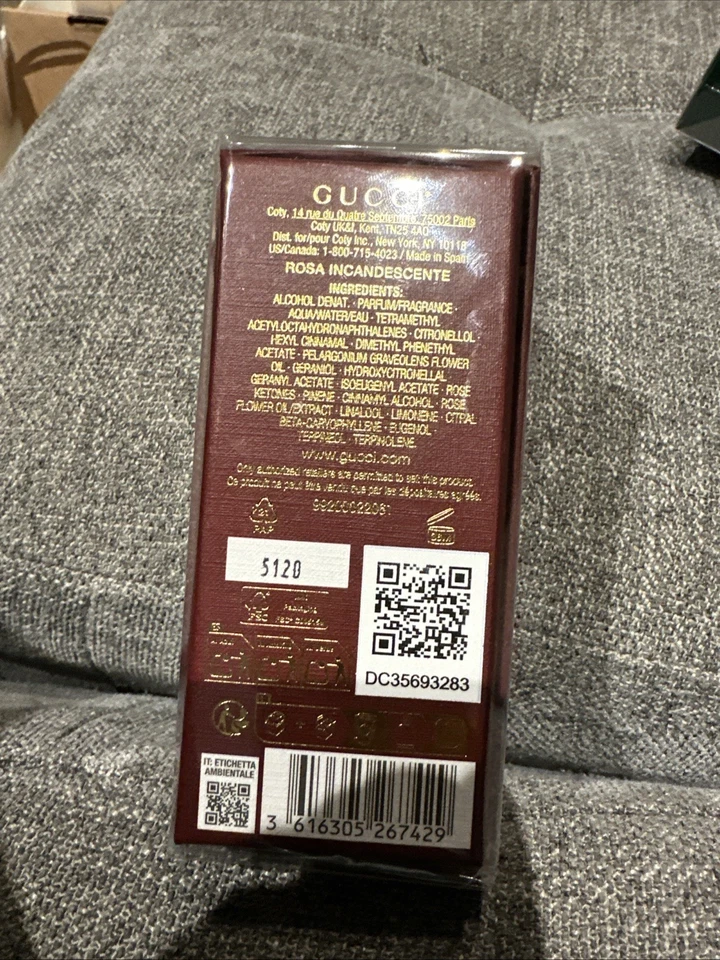 GUCCI
Coty, 14 rue du Quatre Septembre, 75002 Paris
Coty UK&I, Kent, TN25 4AQ
Dist. for/pour Coty Inc., New York, NY 10118
US/Canada: 1-800-715-4023 / Made in Spain
ROSA INCANDESCENTE
INGREDIENTS:
ALCOHOL DENAT. · PARFUM/FRAGRANCE ·
AQUA/WATER/EAU · TETRAMETHYL
ACETYLOCTAHYDRONAPHTHALENES · CITRONELLOL
HEXYL CINNAMAL · DIMETHYL PHENETHYL
ACETATE · PELARGONIUM GRAVEOLENS FLOWER
OIL · GERANIOL · HYDROXYCITRONELLAL
GERANYL ACETATE · ISOEUGENYL ACETATE · ROSE
KETONES · PINENE · CINNAMYL ALCOHOL · ROSE
FLOWER OIL/EXTRACT · LINALOOL · LIMONENE · CITRAL
BETA-CARYOPHYLLENE · EUGENOL ·
TERPINEOL · TERPINOLENE
www.gucci.com
Only authorized retailers are permitted to sell this product.
Ce produit ne peut être vendu que par les dépositaires agréés.
99200022081
21
PAP
36M
5120
FSC
DC35693283
IT: ETICHETTA
AMBIENTALE
3 616305 267429